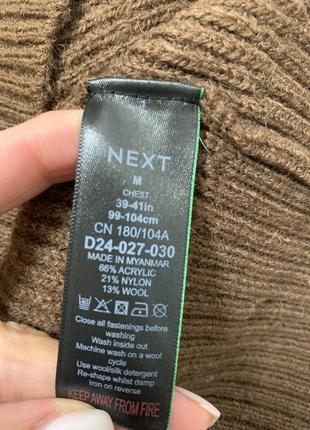 NEXT
M
CHEST
39-41in
99-104cm
CN 180/104A
D24-027-030
MADE IN MYANMAR
66% ACRYLIC
21% NYLON
13% WOOL
Close all fastenings before
washing
Wash inside out
Machine wash on a wool
cycle
Use wool/silk detergent
Re-shape whilst damp
Iron on reverse
KEEP AWAY FROM FIRE